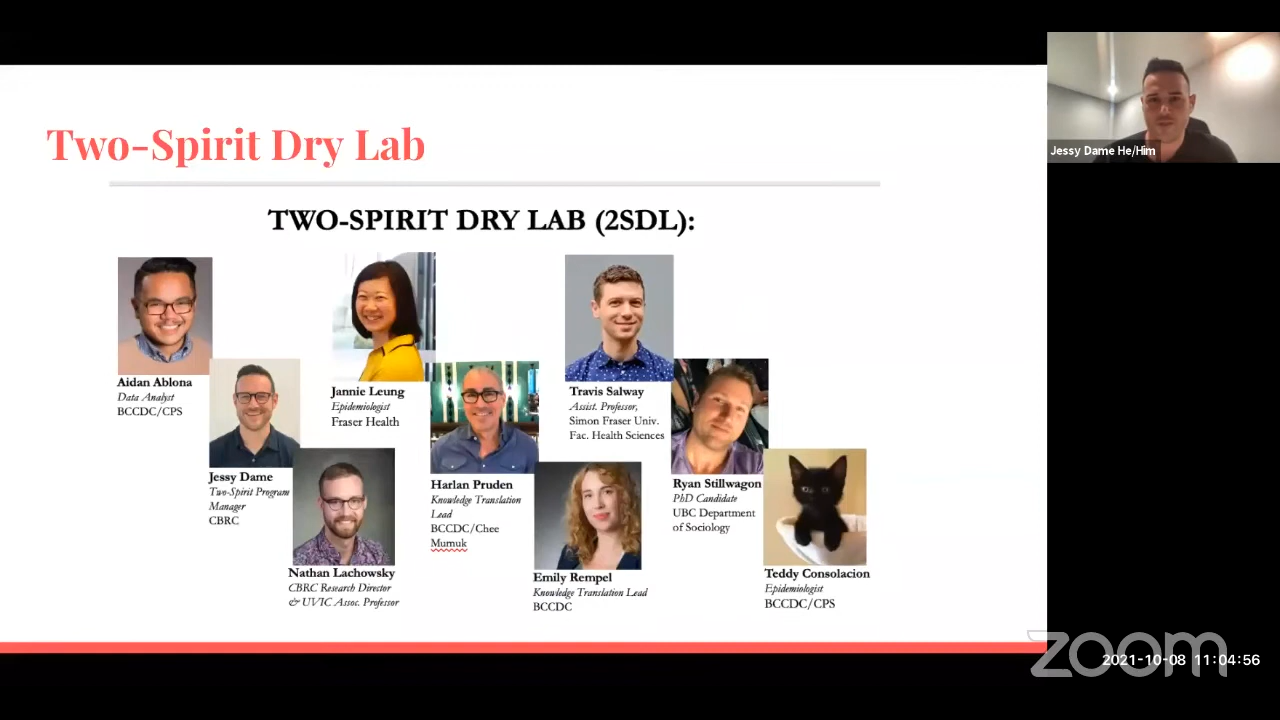 Two-Spirit Dry Lab
TWO-SPIRIT DRY LAB (2SDL):
Aidan Ablona
Data Analyst
BCCDC/CPS
Jessy Dame
Two-Spirit Program
Manager
CBRC
Jannie Leung
Epidemiologist
Fraser Health
Nathan Lachowsky
CBRC Research Director
& UVIC Assoc. Professor
Harlan Pruden
Knowledge Translation
Lead
BCCDC/Chee
Mumuk
Travis Salway
Assist. Professor,
Simon Fraser Univ.
Fac. Health Sciences
Emily Rempel
Knowledge Translation Lead
BCCDC
Ryan Stillwagon
PhD Candidate
UBC Department
of Sociology
Teddy Consolacion
Epidemiologist
BCCDC/CPS
Jessy Dame He/Him
zoom
2021-10-08 11:04:56